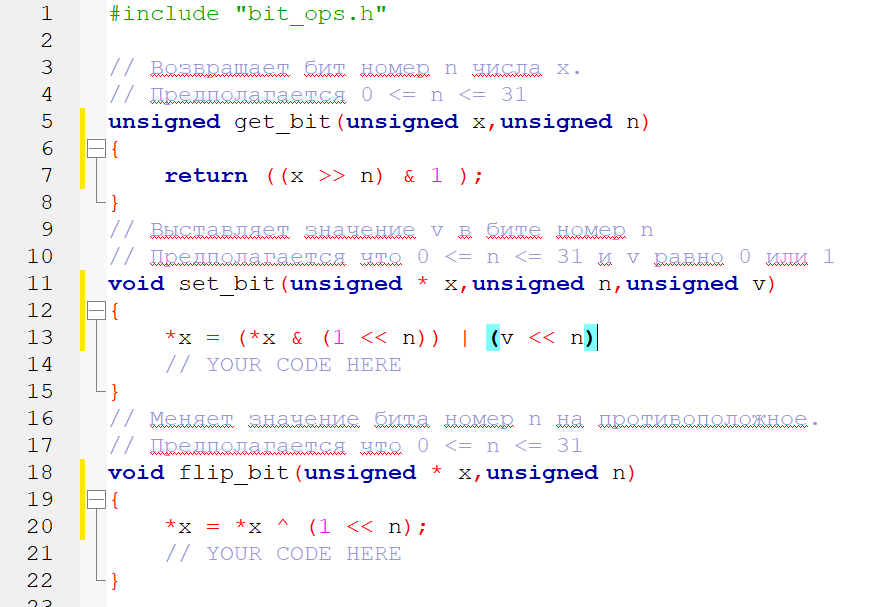 1 #include "bit_ops.h"
2
3 // Возвращает бит номер n числа x.
4 // Предполагается 0 <= n <= 31
5 unsigned get_bit(unsigned x,unsigned n)
6 {
7 return ((x >> n) & 1 );
8 }
9 // Выставляет значение v в бите номер n
10 // Предполагается что 0 <= n <= 31 и v равно 0 или 1
11 void set_bit(unsigned * x,unsigned n,unsigned v)
12 {
13 *x = (*x & (1 << n)) | (v << n)
14 // YOUR CODE HERE
15 }
16 // Меняет значение бита номер n на противоположное.
17 // Предполагается что 0 <= n <= 31
18 void flip_bit(unsigned * x,unsigned n)
19 {
20 *x = *x ^ (1 << n);
21 // YOUR CODE HERE
22 }
23